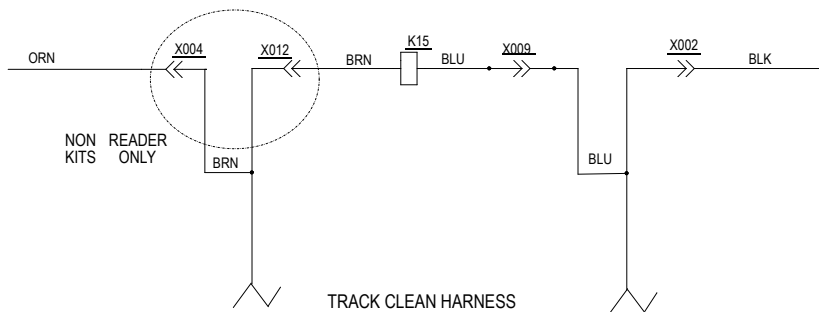 K15
X004
X012
X009
X002
ORN
BRN
BLU
BLK
NON READER
KITS ONLY
BRN
BLU
TRACK CLEAN HARNESS